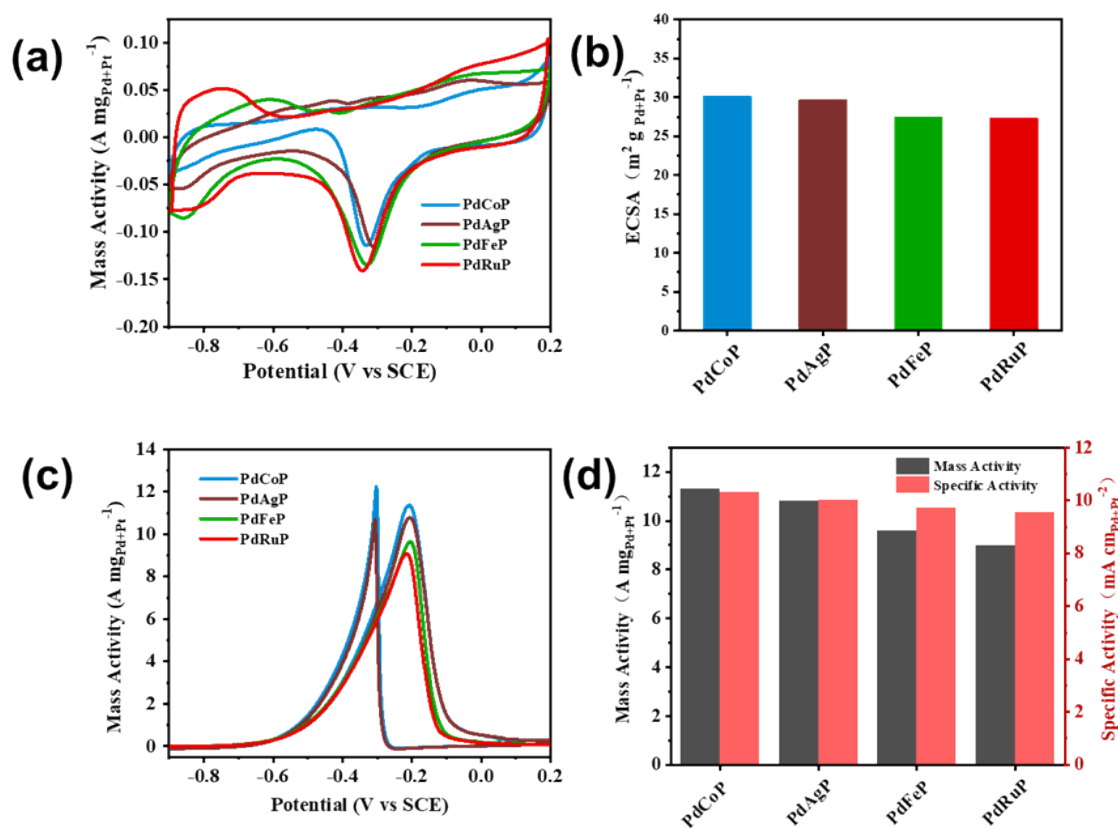 (a)
Mass Activity (A mgPd+Pt-1)
0.10
0.05
0.00
-0.05
-0.10
-0.15
-0.20
PdCoP
PdAgP
PdFeP
PdRuP
-0.8
-0.6
-0.4
-0.2
0.0
0.2
Potential (V vs SCE)
(b)
ECSA (m2 g Pd+Pt-1)
40
35
30
25
20
15
10
5
0
PdCoP
PdAgP
PdFeP
PdRuP
(c)
Mass Activity (A mgPd+Pt-1)
14
12
10
8
6
4
2
0
PdCoP
PdAgP
PdFeP
PdRuP
-0.8
-0.6
-0.4
-0.2
0.0
0.2
Potential (V vs SCE)
(d)
Mass Activity (A mgPd+Pt-1)
12
10
8
6
4
2
0
Mass Activity
Specific Activity
12
10
8
6
4
2
0
Specific Activity (mA cmPd+Pt-2)
PdCoP
PdAgP
PdFeP
PdRuP